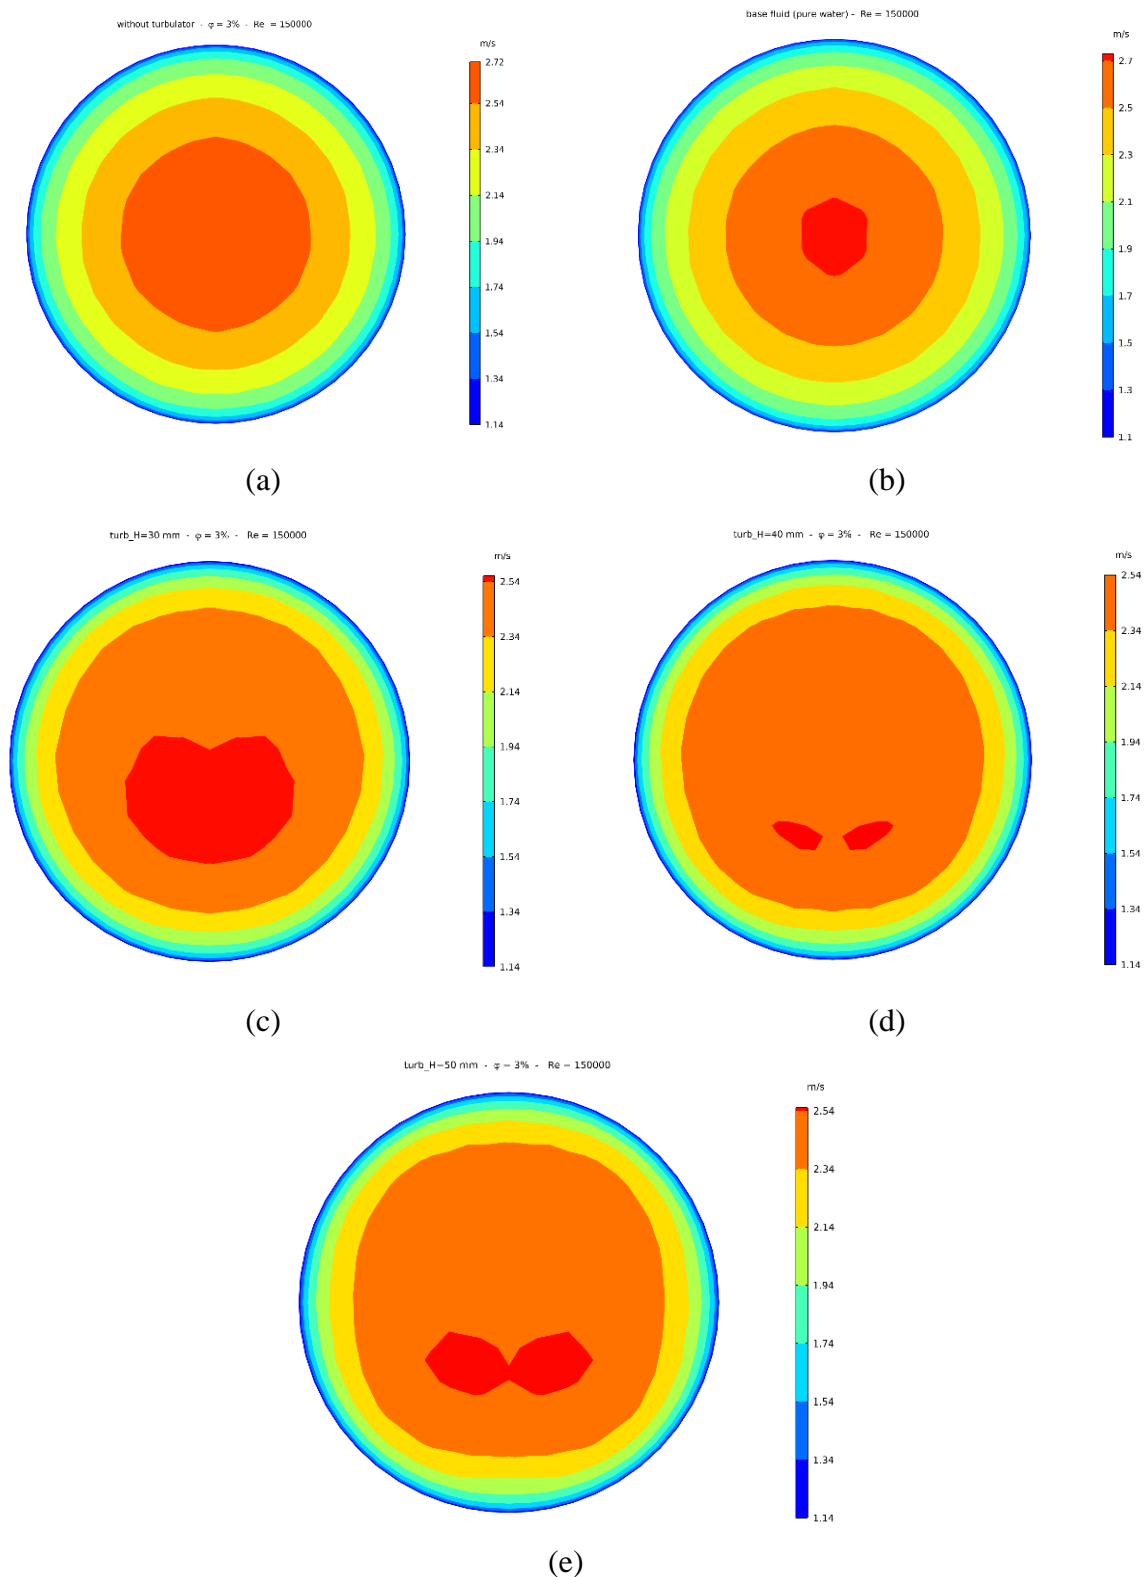 without turbulator - φ = 3% - Re = 150000
m/s
2.72
2.54
2.34
2.14
1.94
1.74
1.54
1.34
1.14
(a)
base fluid (pure water) - Re = 150000
m/s
2.7
2.5
2.3
2.1
1.9
1.7
1.5
1.3
1.1
(b)
turb_H=30 mm - φ = 3% - Re = 150000
m/s
2.54
2.34
2.14
1.94
1.74
1.54
1.34
1.14
(c)
turb_H=40 mm - φ = 3% - Re = 150000
m/s
2.54
2.34
2.14
1.94
1.74
1.54
1.34
1.14
(d)
turb_H=50 mm - φ = 3% - Re = 150000
m/s
2.54
2.34
2.14
1.94
1.74
1.54
1.34
1.14
(e)